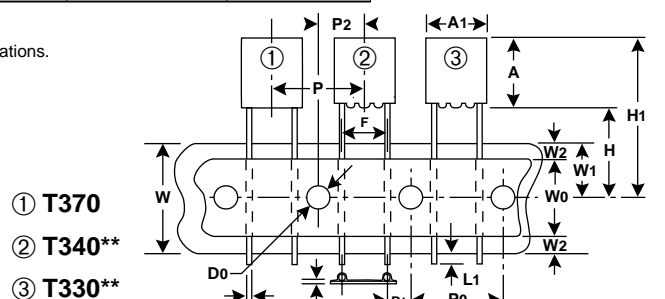 ations.
P2
A1
① ② ③
A
P
H1
F
H
W2
W1
W
W0
① T370
② T340**
W2
D0
L1
③ T330**